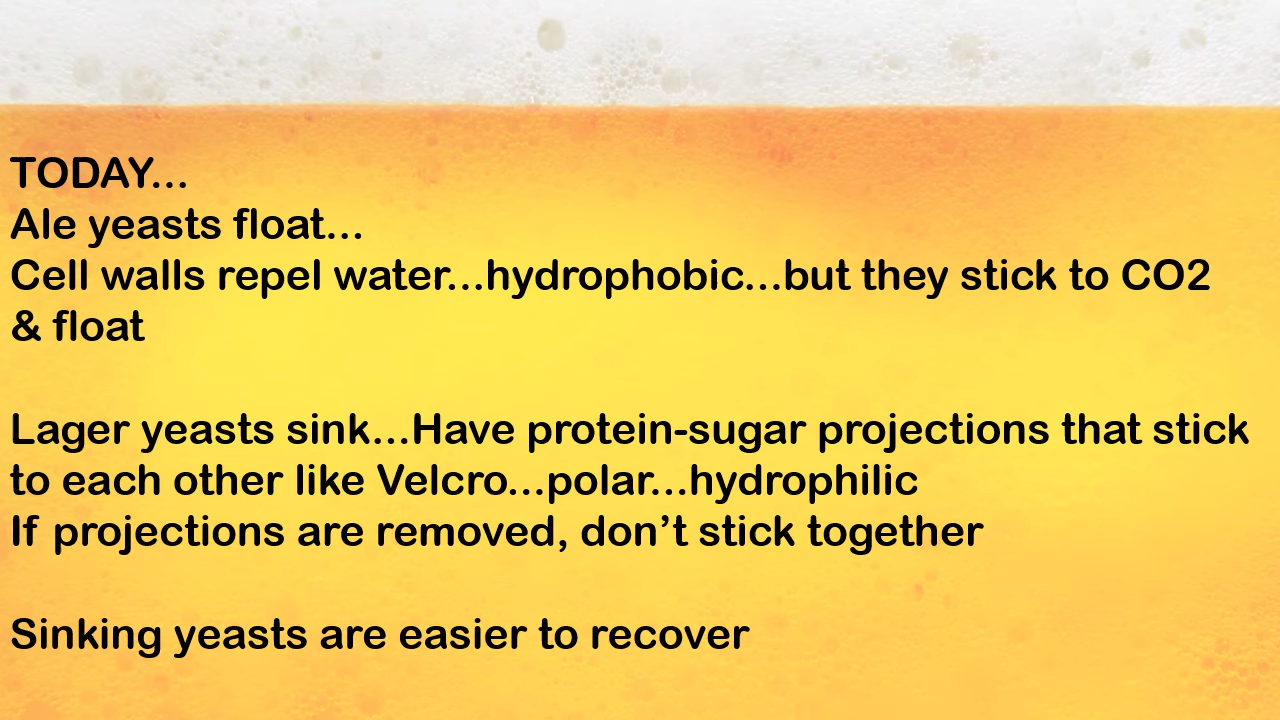 TODAY...
Ale yeasts float...
Cell walls repel water...hydrophobic...but they stick to CO2
& float
Lager yeasts sink...Have protein-sugar projections that stick
to each other like Velcro...polar...hydrophilic
If projections are removed, don’t stick together
Sinking yeasts are easier to recover